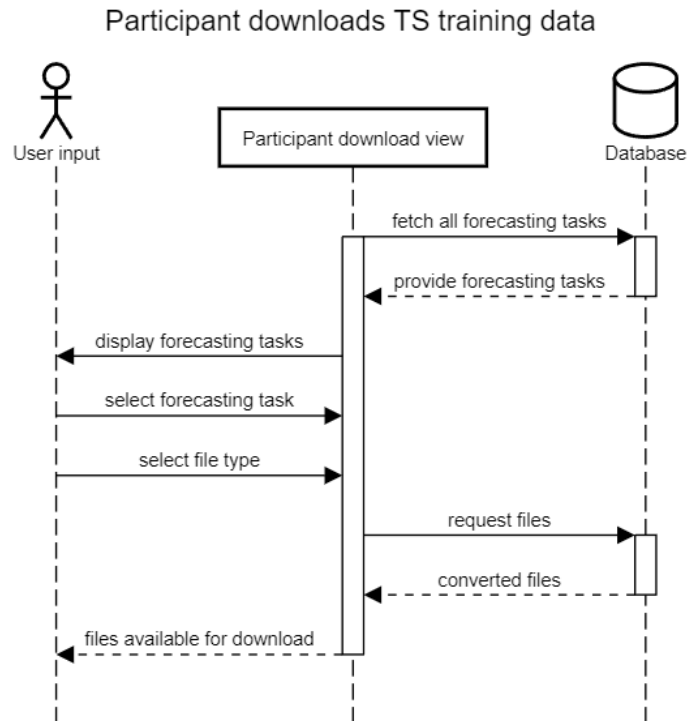 Participant downloads TS training data
User input
Participant download view
Database
fetch all forecasting tasks
provide forecasting tasks
display forecasting tasks
select forecasting task
select file type
request files
converted files
files available for download